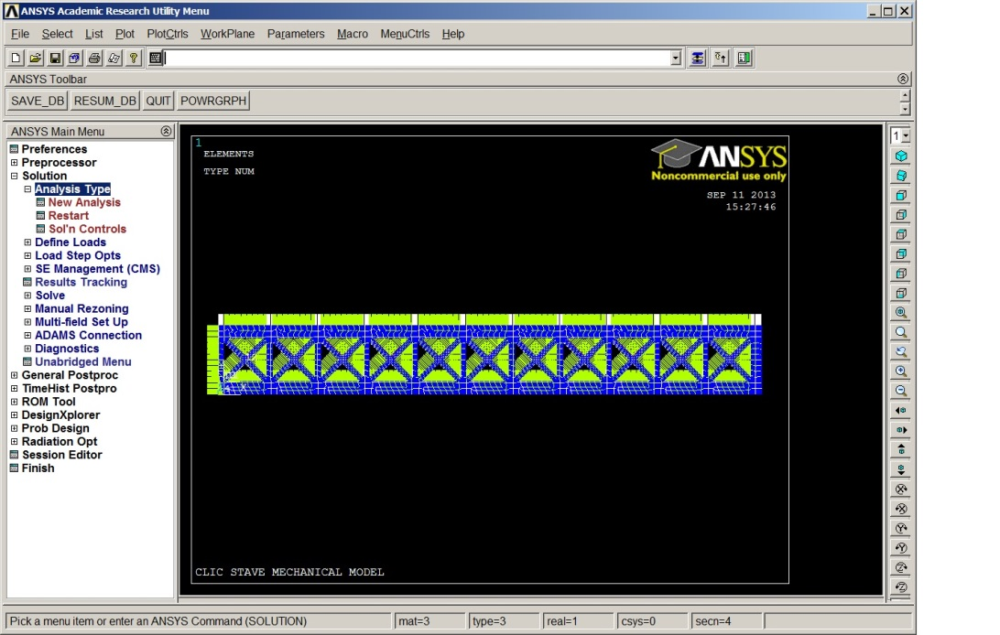 ANSYS Academic Research Utility Menu
File Select List Plot PlotCtrls WorkPlane Parameters Macro MenuCtrls Help
ANSYS Toolbar
SAVE_DB RESUM_DB QUIT POWRGRPH
ANSYS Main Menu
Preferences
Preprocessor
Solution
Analysis Type
New Analysis
Restart
Sol'n Controls
Define Loads
Load Step Opts
SE Management (CMS)
Results Tracking
Solve
Manual Rezoning
Multi-field Set Up
ADAMS Connection
Diagnostics
Unabridged Menu
General Postproc
TimeHist Postpro
ROM Tool
DesignXplorer
Prob Design
Radiation Opt
Session Editor
Finish
1
ELEMENTS
TYPE NUM
ANSYS
Noncommercial use only
SEP 11 2013
15:27:46
CLIC STAVE MECHANICAL MODEL
1
Pick a menu item or enter an ANSYS Command (SOLUTION) mat=3 type=3 real=1 csys=0 secn=4